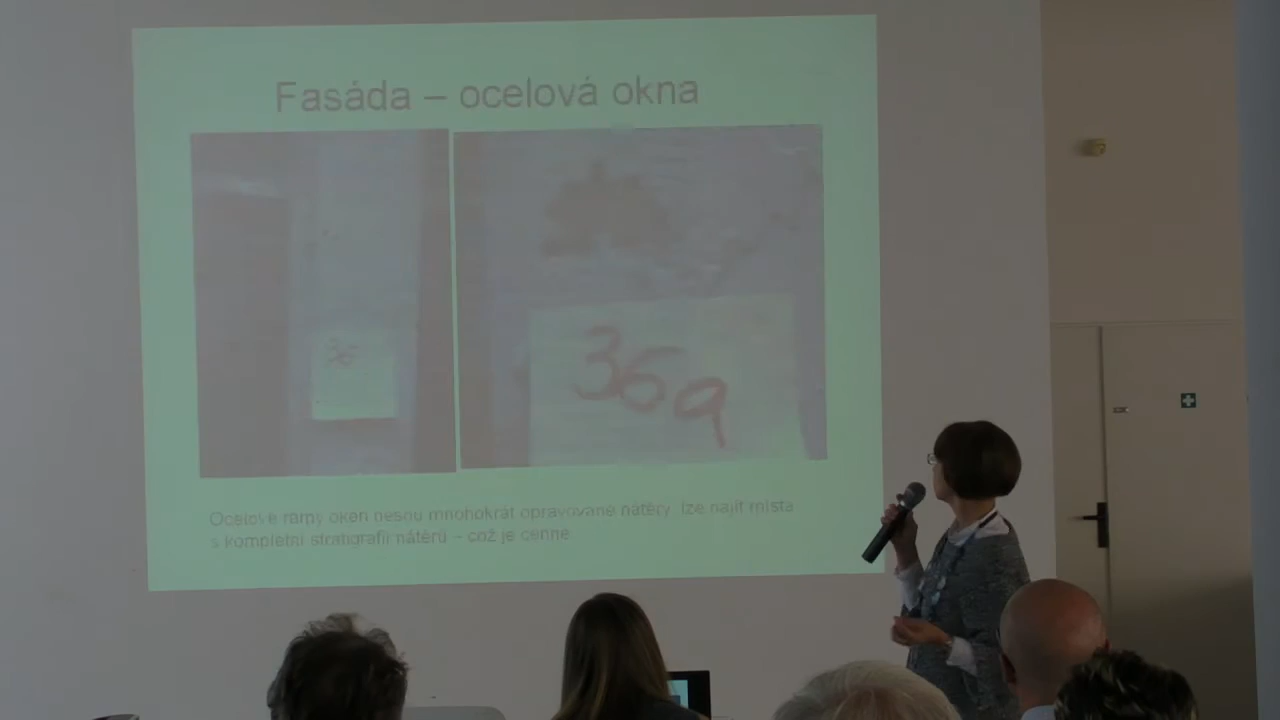 Fasáda – ocelová okna
36
36a
Ocelové rámy oken nesou mnohokrát opravované nátěry, lze najít místa
s kompletní stratigrafií nátěrů – což je cenné